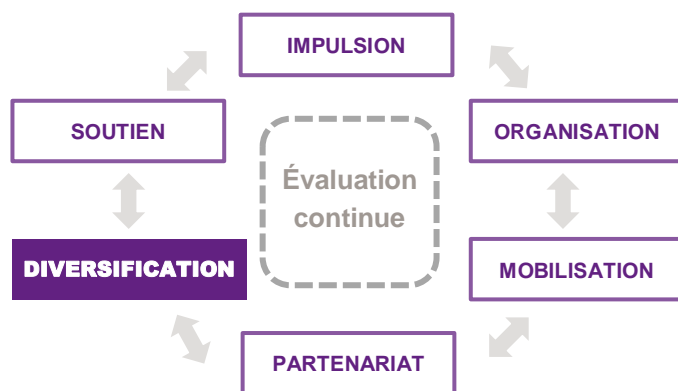 IMPULSION
SOUTIEN
ORGANISATION
Évaluation
continue
DIVERSIFICATION
MOBILISATION
PARTENARIAT